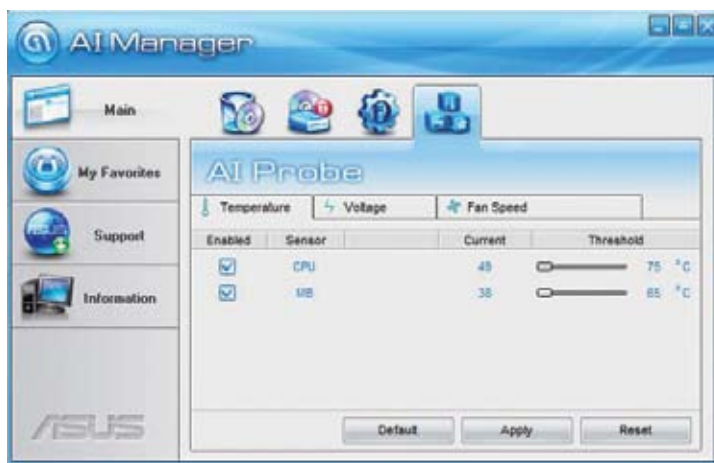 AI Manager
Main
My Favorites
Support
Information
ASUS
AI Probe
Temperature Voltage Fan Speed
Enabled Sensor Current Threshold
CPU 49 75 °C
MB 38 65 °C
Default Apply Reset